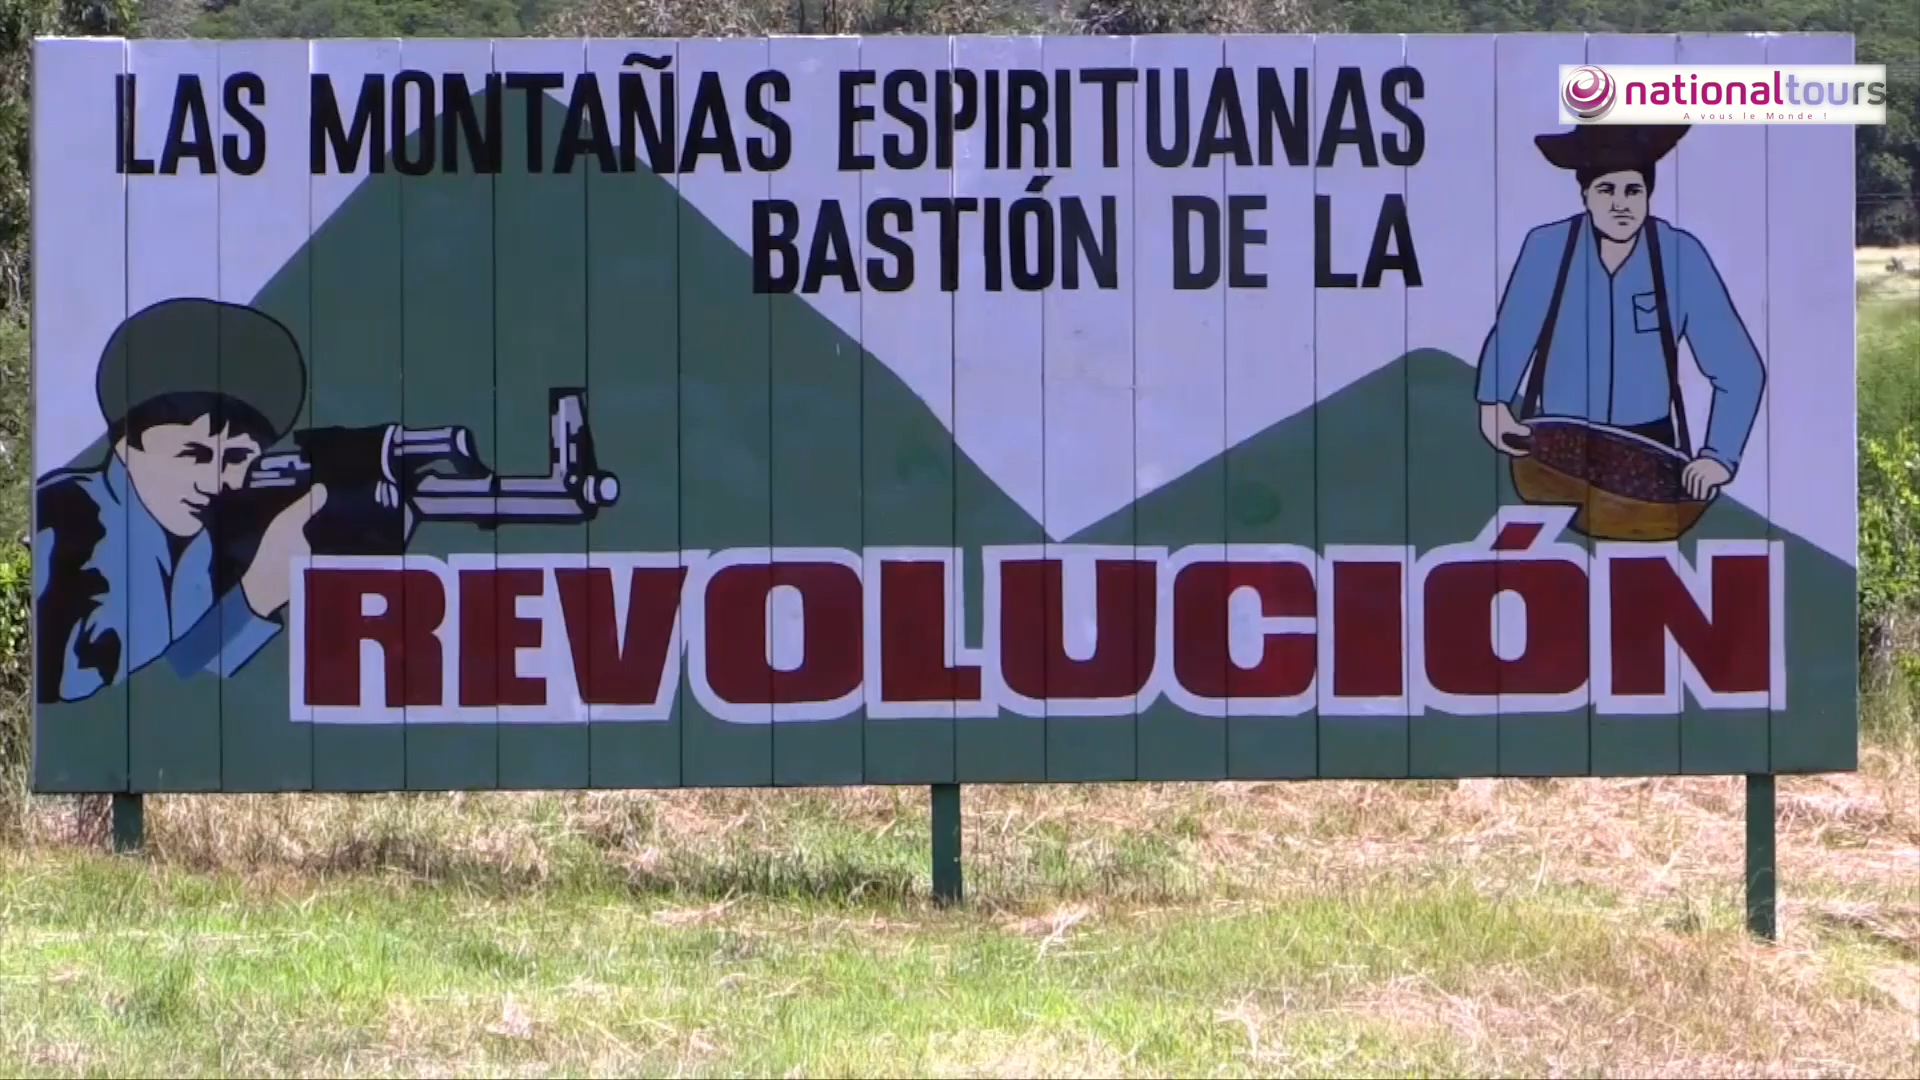 LAS MONTAÑAS ESPIRITUANAS
BASTIÓN DE LA
REVOLUCIÓN
nationaltours
A vous le Monde !